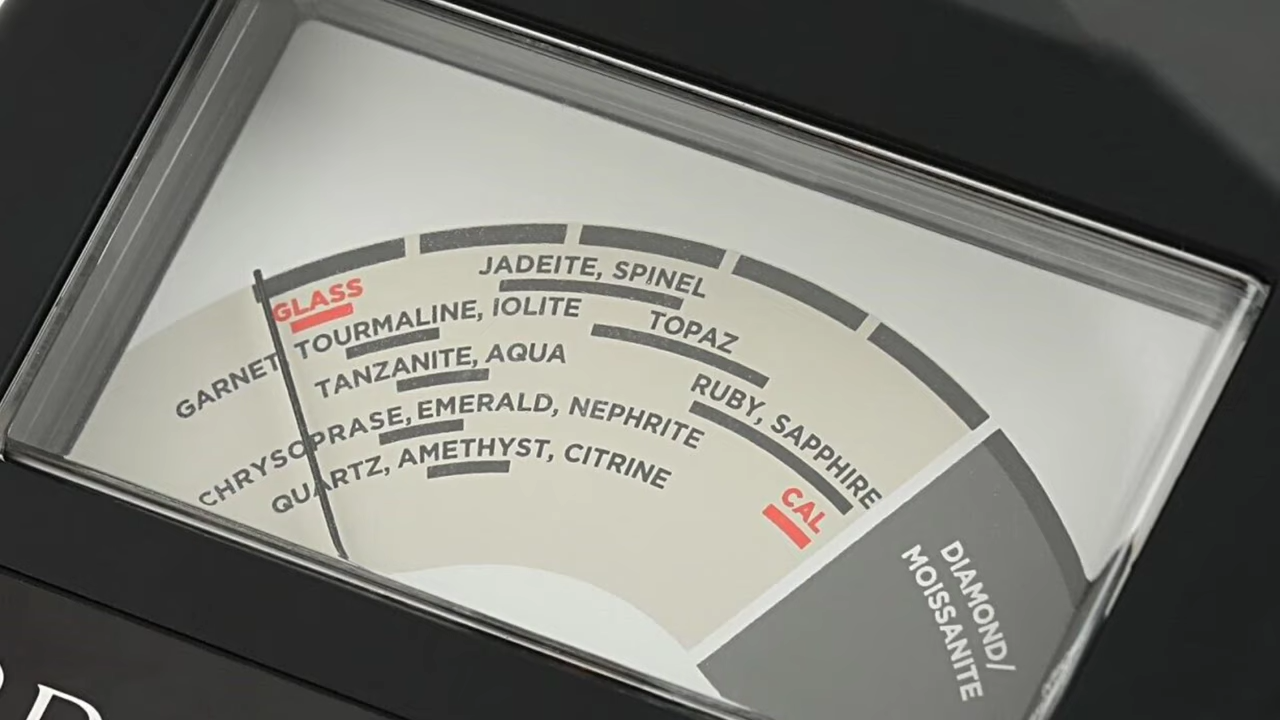 GLASS
JADEITE, SPINEL
GARNET, TOURMALINE, IOLITE
TOPAZ
TANZANITE, AQUA
RUBY, SAPPHIRE
CHRYSOPRASE, EMERALD, NEPHRITE
QUARTZ, AMETHYST, CITRINE
CAL
DIAMOND/
MOISSANITE